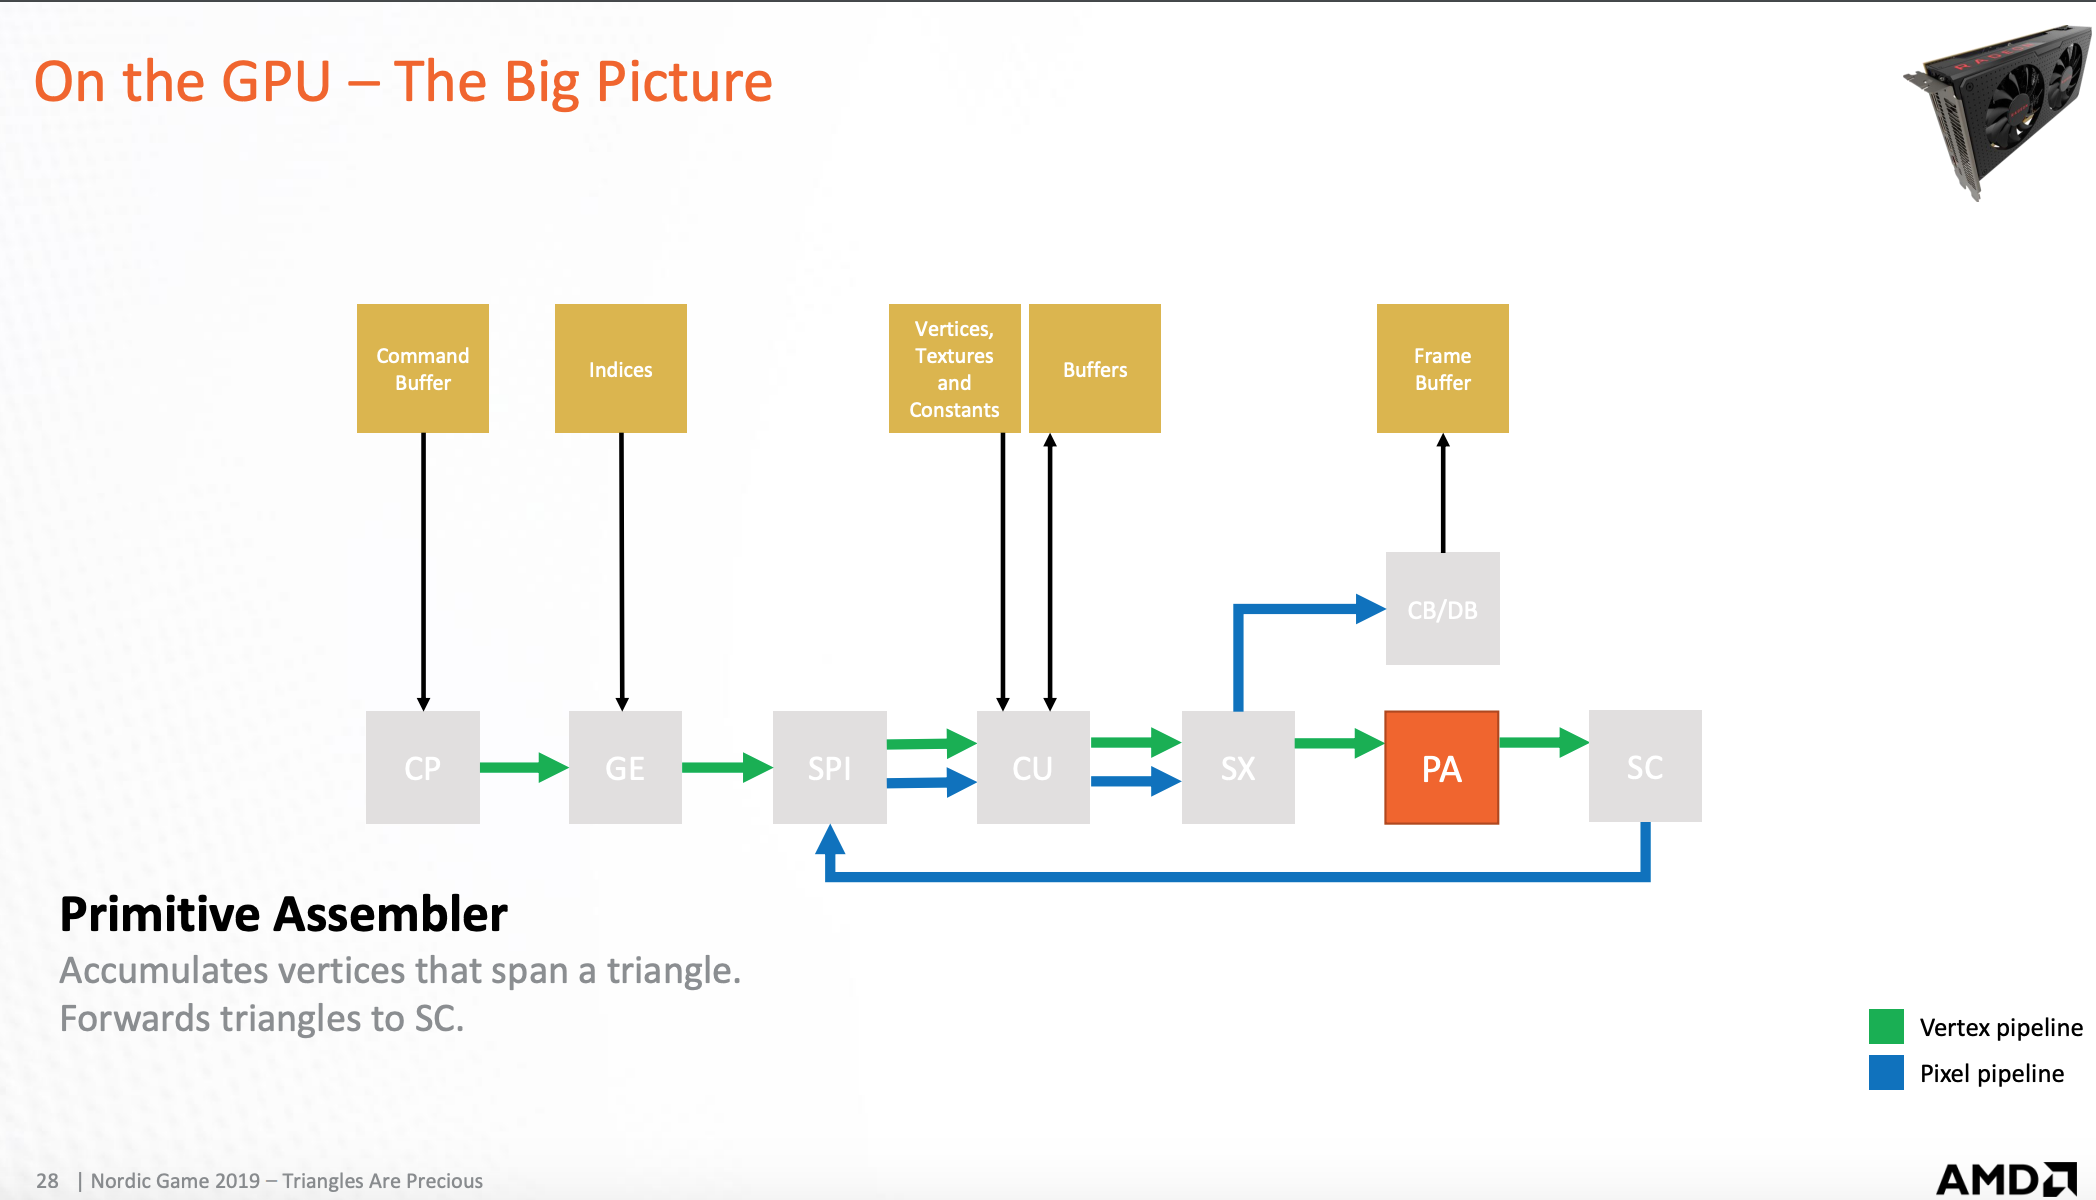 On the GPU – The Big Picture
Command
Buffer
Indices
Vertices,
Textures
and
Constants
Buffers
Frame
Buffer
CB/DB
CP
GE
SPI
CU
SX
PA
SC
Primitive Assembler
Accumulates vertices that span a triangle.
Forwards triangles to SC.
Vertex pipeline
Pixel pipeline
28 | Nordic Game 2019 – Triangles Are Precious
AMD